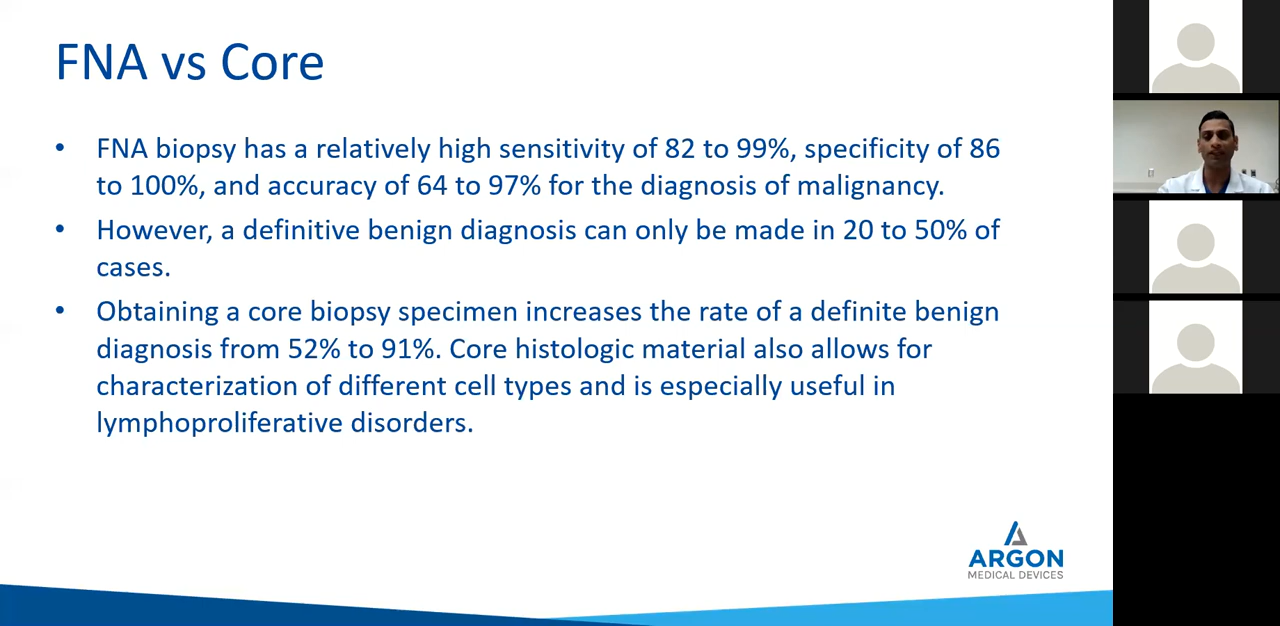 FNA vs Core
• FNA biopsy has a relatively high sensitivity of 82 to 99%, specificity of 86
to 100%, and accuracy of 64 to 97% for the diagnosis of malignancy.
• However, a definitive benign diagnosis can only be made in 20 to 50% of
cases.
• Obtaining a core biopsy specimen increases the rate of a definite benign
diagnosis from 52% to 91%. Core histologic material also allows for
characterization of different cell types and is especially useful in
lymphoproliferative disorders.
ARGON
MEDICAL DEVICES